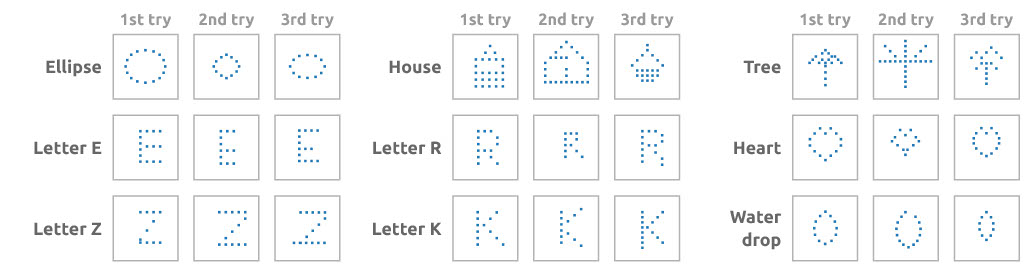 1st try 2nd try 3rd try 1st try 2nd try 3rd try 1st try 2nd try 3rd try
Ellipse House Tree
Letter E Letter R Heart
Letter Z Letter K Water
drop